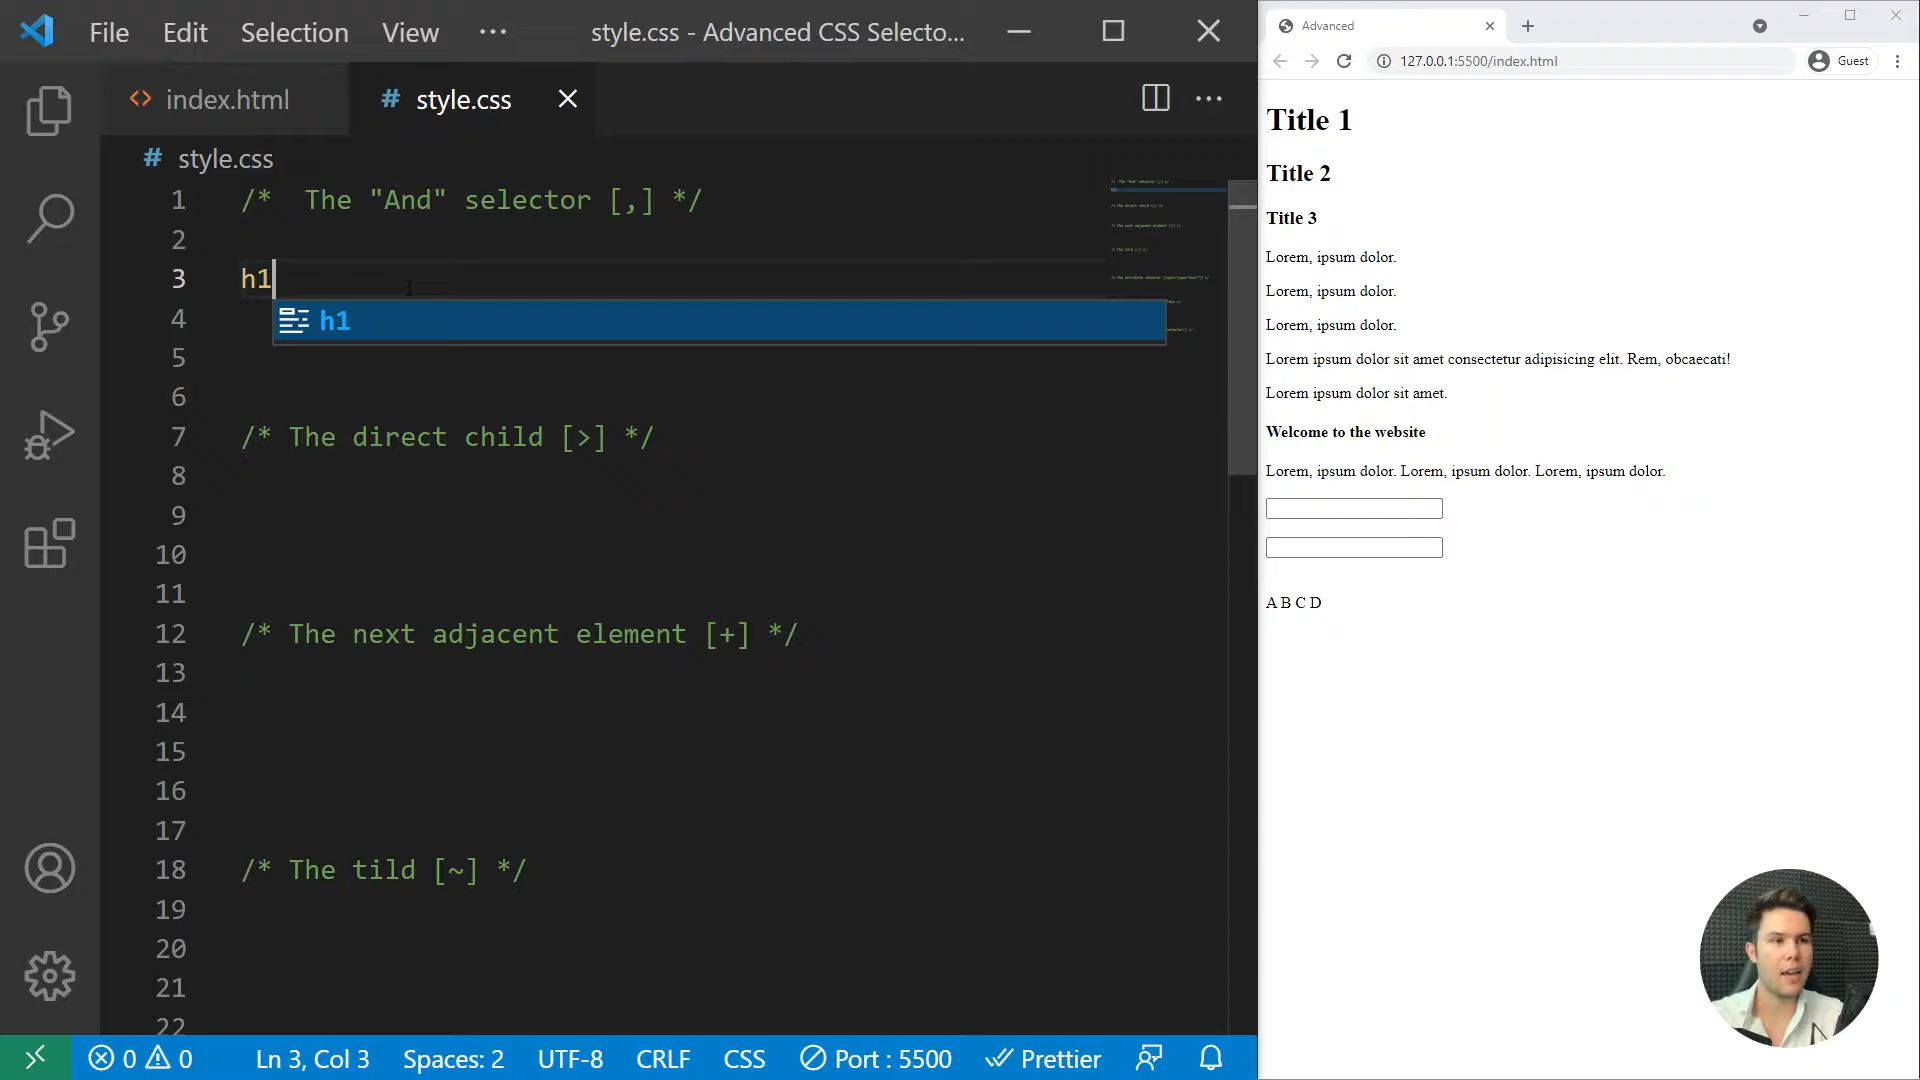 File Edit Selection View ··· style.css - Advanced CSS Selecto...
index.html
# style.css
# style.css
1 /*  The "And" selector [,] */
2
3 h1
h1
4
5
6
7 /* The direct child [>] */
8
9
10
11
12 /* The next adjacent element [+] */
13
14
15
16
17
18 /* The tild [~] */
19
20
21
22
0 0 Ln 3, Col 3 Spaces: 2 UTF-8 CRLF CSS Port : 5500 Prettier
Advanced
127.0.0.1:5500/index.html Guest
Title 1
Title 2
Title 3
Lorem, ipsum dolor.
Lorem, ipsum dolor.
Lorem, ipsum dolor.
Lorem ipsum dolor sit amet consectetur adipisicing elit. Rem, obcaecati!
Lorem ipsum dolor sit amet.
Welcome to the website
Lorem, ipsum dolor. Lorem, ipsum dolor. Lorem, ipsum dolor.
A B C D